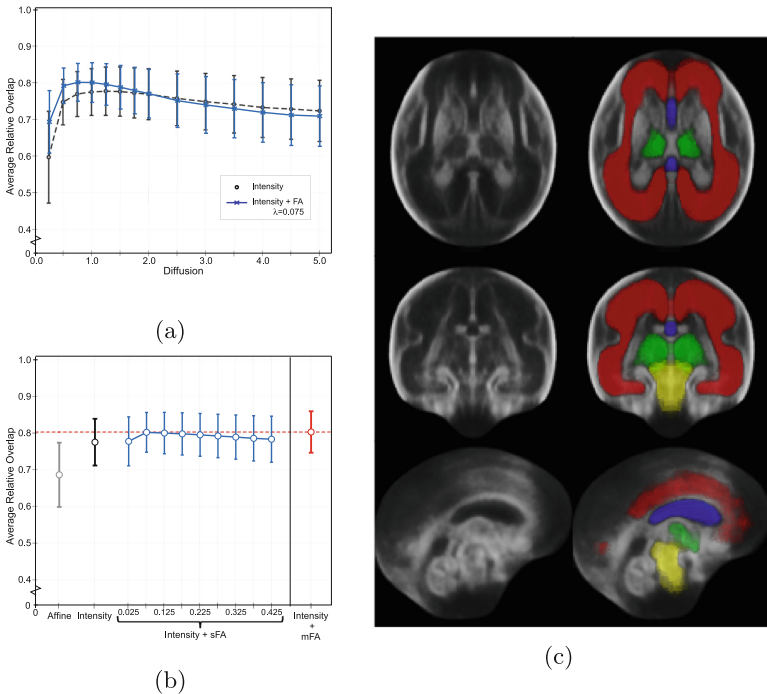 1.0
0.9
0.8
0.7
0.6
0.5
0.4
0
Average Relative Overlap
Intensity
Intensity + FA
λ=0.075
0.0 1.0 2.0 3.0 4.0 5.0
Diffusion
(a)
1.0
0.9
0.8
0.7
0.6
0.5
0.4
0
Average Relative Overlap
0 Affine Intensity 0.025 0.125 0.225 0.325 0.425 Intensity
+
mFA
Intensity + sFA
(b)
(c)